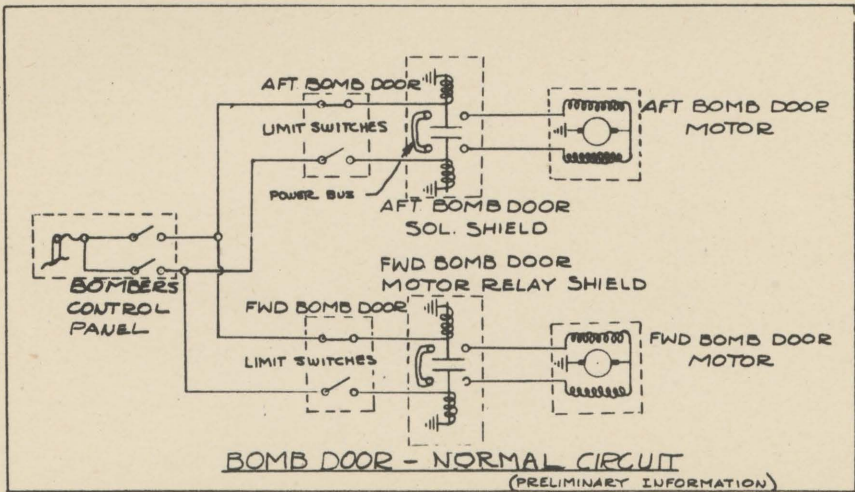 AFT BOMB DOOR
LIMIT SWITCHES
POWER BUS
AFT BOMB DOOR
SOL. SHIELD
AFT BOMB DOOR
MOTOR
BOMBERS
CONTROL
PANEL
FWD BOMB DOOR
MOTOR RELAY SHIELD
FWD BOMB DOOR
LIMIT SWITCHES
FWD BOMB DOOR
MOTOR
BOMB DOOR - NORMAL CIRCUIT
(PRELIMINARY INFORMATION)